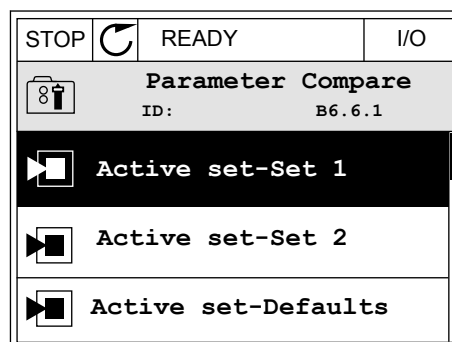 STOP READY I/O
Parameter Compare
ID: B6.6.1
Active set-Set 1
Active set-Set 2
Active set-Defaults